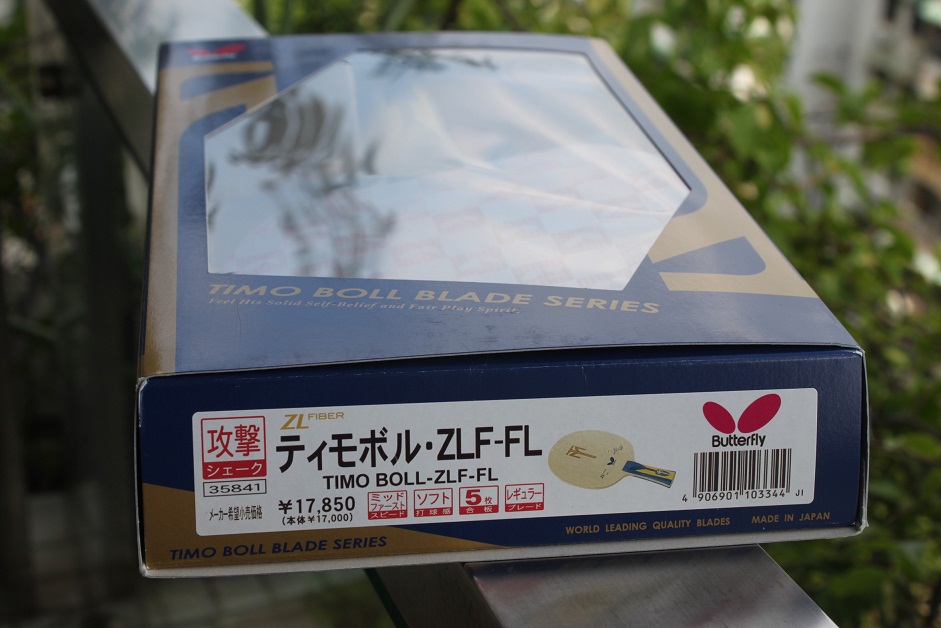 Butterfly
TIMO BOLL BLADE SERIES
Feel His Solid Self-Belief and Fair Play Spirit.
攻撃
シェーク
35841
メーカー希望小売価格
ZL FIBER
ティモボル・ZLF-FL
TIMO BOLL-ZLF-FL
¥17,850
(本体¥17,000)
ミッド
ファースト
スピード
ソフト
打球感
5枚
合板
レギュラー
ブレード
Butterfly
4 906901 103344 JI
WORLD LEADING QUALITY BLADES MADE IN JAPAN
TIMO BOLL BLADE SERIES